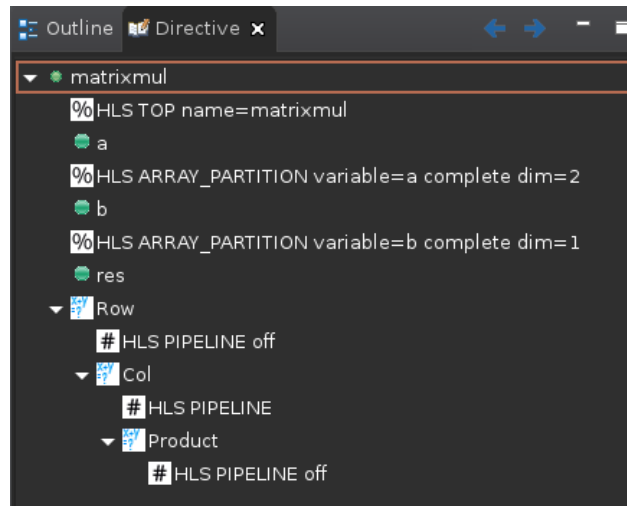 Outline Directive
matrixmul
% HLS TOP name=matrixmul
a
% HLS ARRAY_PARTITION variable=a complete dim=2
b
% HLS ARRAY_PARTITION variable=b complete dim=1
res
x+y=? Row
# HLS PIPELINE off
x+y=? Col
# HLS PIPELINE
x+y=? Product
# HLS PIPELINE off